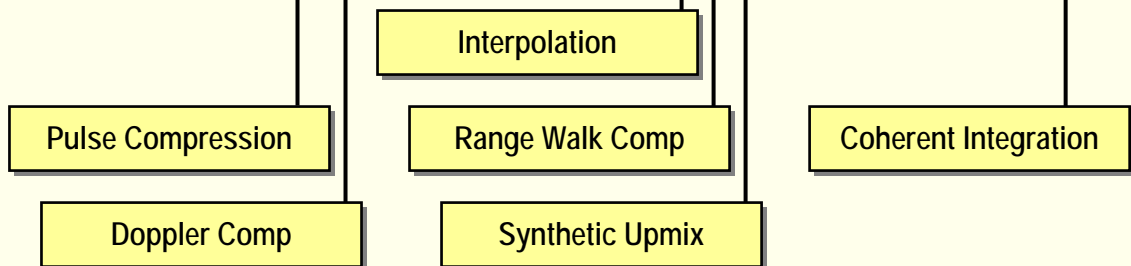 Interpolation
Pulse Compression
Range Walk Comp
Coherent Integration
Doppler Comp
Synthetic Upmix